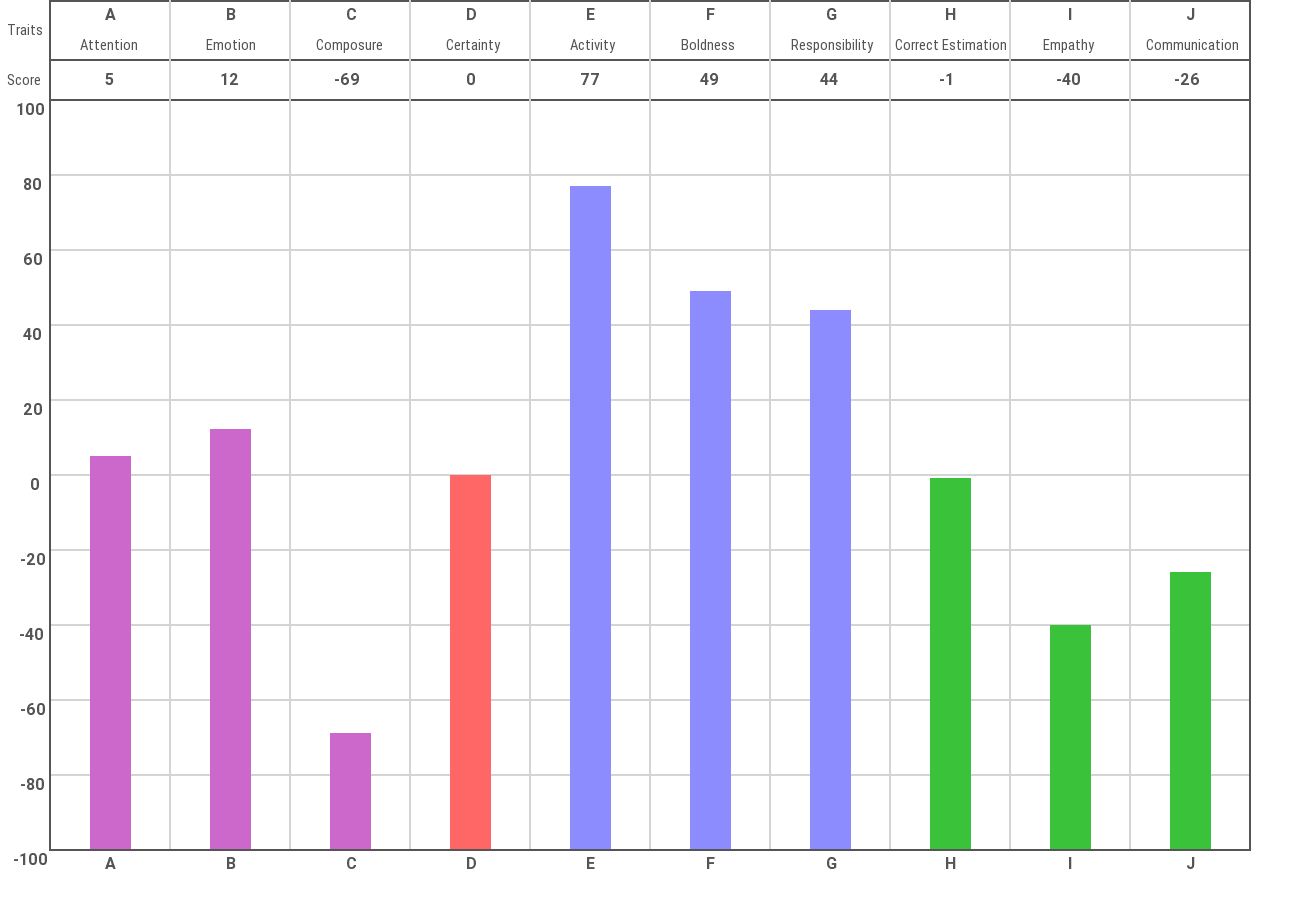 Traits
A B C D E F G H I J
Attention Emotion Composure Certainty Activity Boldness Responsibility Correct Estimation Empathy Communication
Score 5 12 -69 0 77 49 44 -1 -40 -26
100
80
60
40
20
0
-20
-40
-60
-80
-100
A B C D E F G H I J